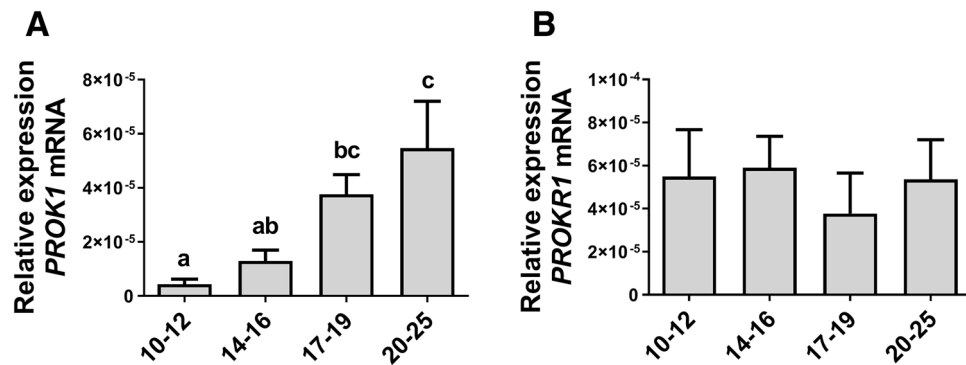 A
Relative expression
PROK1 mRNA
8×10⁻⁵
6×10⁻⁵
4×10⁻⁵
2×10⁻⁵
0
a
ab
bc
c
10-12
14-16
17-19
20-25
B
Relative expression
PROKR1 mRNA
1×10⁻⁴
8×10⁻⁵
6×10⁻⁵
4×10⁻⁵
2×10⁻⁵
0
10-12
14-16
17-19
20-25